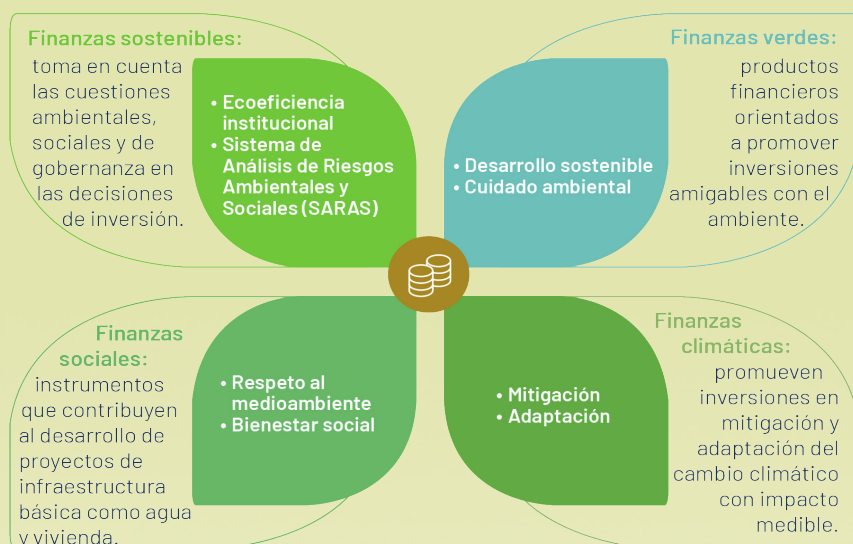 Finanzas sostenibles:
toma en cuenta
las cuestiones
ambientales,
sociales y de
gobernanza en
las decisiones
de inversión.
• Ecoeficiencia
institucional
• Sistema de
Análisis de Riesgos
Ambientales y
Sociales (SARAS)
Finanzas verdes:
productos
financieros
orientados
a promover
inversiones
amigables con el
ambiente.
• Desarrollo sostenible
• Cuidado ambiental
Finanzas
sociales:
instrumentos
que contribuyen
al desarrollo de
proyectos de
infraestructura
básica como agua
y vivienda.
• Respeto al
medioambiente
• Bienestar social
Finanzas
climáticas:
promueven
inversiones en
mitigación y
adaptación del
cambio climático
con impacto
medible.
• Mitigación
• Adaptación